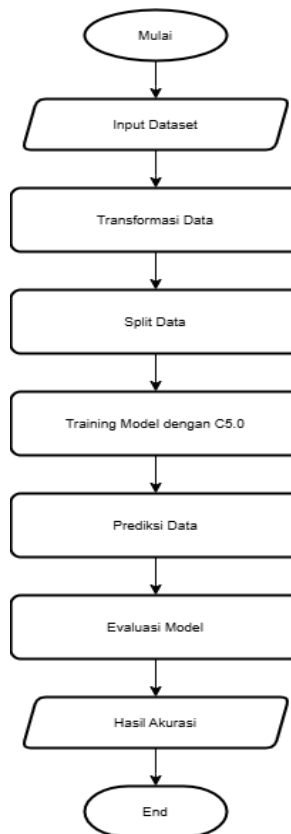 Mulai
Input Dataset
Transformasi Data
Split Data
Training Model dengan C5.0
Prediksi Data
Evaluasi Model
Hasil Akurasi
End